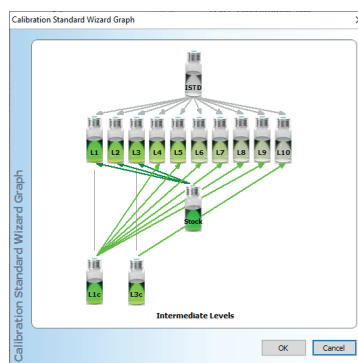 Calibration Standard Wizard Graph
Calibration Standard Wizard Graph
ISTD
L1 L2 L3 L4 L5 L6 L7 L8 L9 L10
Stock
L1c L3c
Intermediate Levels
OK Cancel